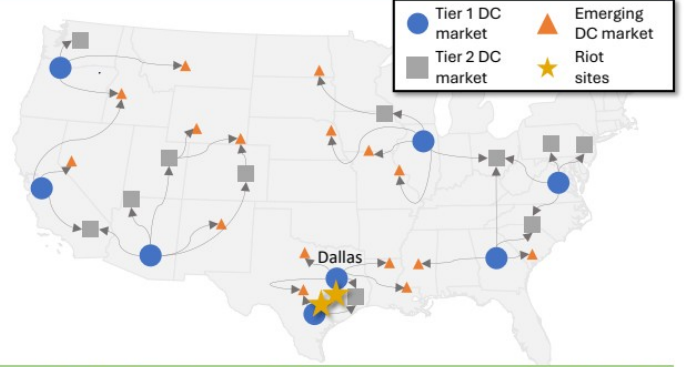 Tier 1 DC
market
Emerging
DC market
Tier 2 DC
market
Riot
sites
Dallas